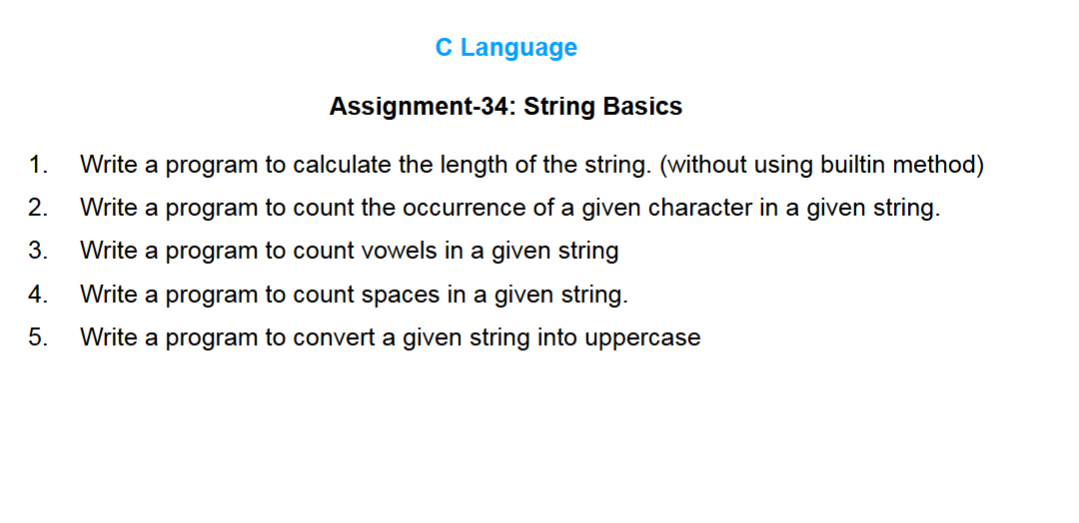 C Language
Assignment-34: String Basics
1. Write a program to calculate the length of the string. (without using builtin method)
2. Write a program to count the occurrence of a given character in a given string.
3. Write a program to count vowels in a given string
4. Write a program to count spaces in a given string.
5. Write a program to convert a given string into uppercase